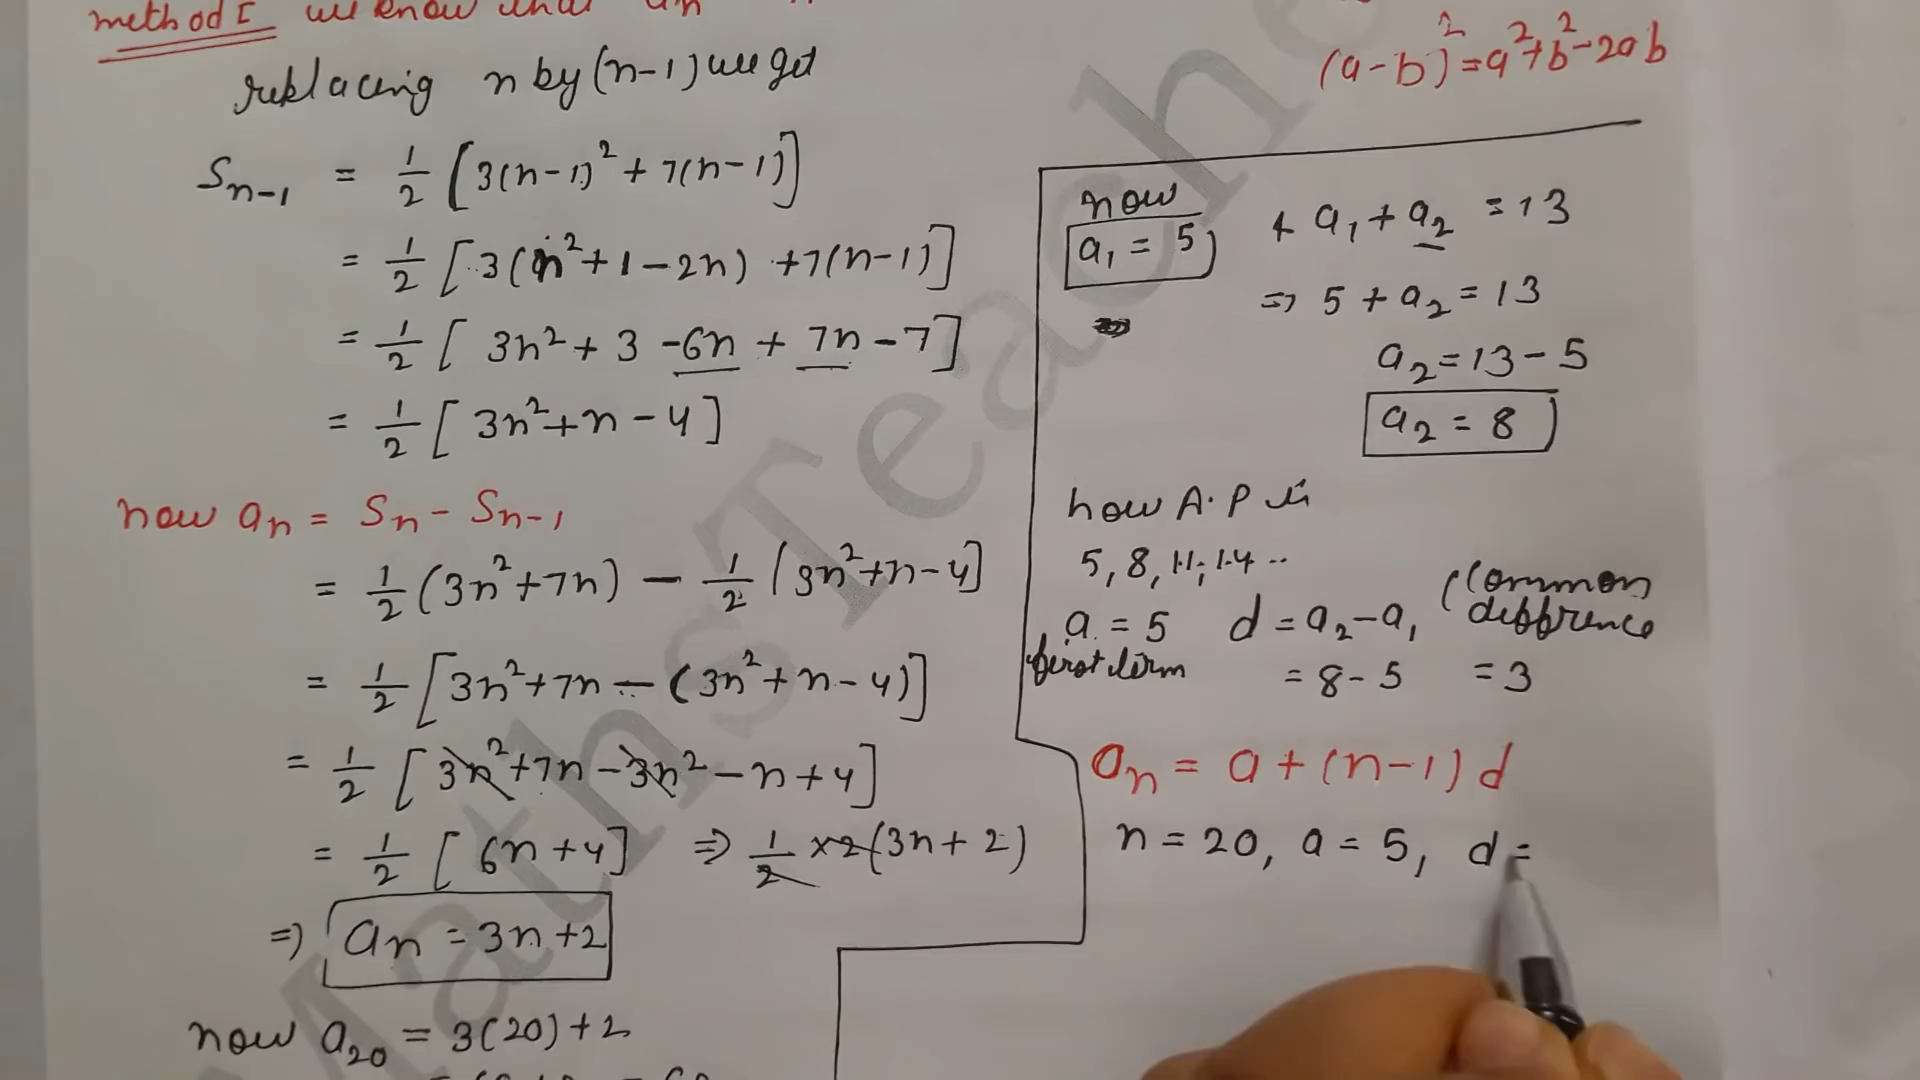 method I we know that an
replacing n by (n-1) we get
(a-b)² = a²+b²-2ab
Sn-1 = 1/2 [3(n-1)² + 7(n-1)]
= 1/2 [3(n²+1-2n) +7(n-1)]
= 1/2 [3n² + 3 -6n + 7n - 7]
= 1/2 [3n²+n-4]
now an = Sn - Sn-1
= 1/2 (3n²+7n) - 1/2 [3n²+n-4]
= 1/2 [3n²+7n - (3n²+n-4)]
= 1/2 [3n²+7n-3n²-n+4]
= 1/2 [6n+4] ⇒ 1/2 ×2(3n+2)
⇒ an = 3n+2
now a20 = 3(20)+2
now
a1 = 5
+ a1 + a2 = 13
⇒ 5 + a2 = 13
a2 = 13 - 5
a2 = 8
now A.P is
5, 8, 11, 14 ..
a = 5 d = a2-a1 (common difference
first term = 8-5 = 3
an = a + (n-1) d
n = 20, a = 5, d =
Maths Teache